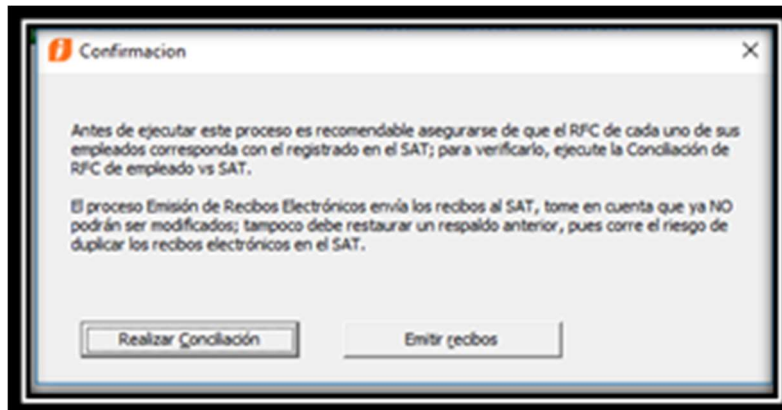 Confirmacion
Antes de ejecutar este proceso es recomendable asegurarse de que el RFC de cada uno de sus
empleados corresponda con el registrado en el SAT; para verificarlo, ejecute la Conciliación de
RFC de empleado vs SAT.
El proceso Emisión de Recibos Electrónicos envía los recibos al SAT, tome en cuenta que ya NO
podrán ser modificados; tampoco debe restaurar un respaldo anterior, pues corre el riesgo de
duplicar los recibos electrónicos en el SAT.
Realizar Conciliación
Emitir recibos